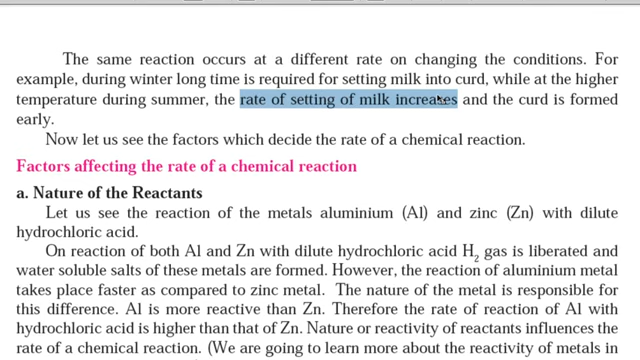 The same reaction occurs at a different rate on changing the conditions. For
example, during winter long time is required for setting milk into curd, while at the higher
temperature during summer, the rate of setting of milk increases and the curd is formed
early.
Now let us see the factors which decide the rate of a chemical reaction.
Factors affecting the rate of a chemical reaction
a. Nature of the Reactants
Let us see the reaction of the metals aluminium (Al) and zinc (Zn) with dilute
hydrochloric acid.
On reaction of both Al and Zn with dilute hydrochloric acid H₂ gas is liberated and
water soluble salts of these metals are formed. However, the reaction of aluminium metal
takes place faster as compared to zinc metal. The nature of the metal is responsible for
this difference. Al is more reactive than Zn. Therefore the rate of reaction of Al with
hydrochloric acid is higher than that of Zn. Nature or reactivity of reactants influences the
rate of a chemical reaction. (We are going to learn more about the reactivity of metals in